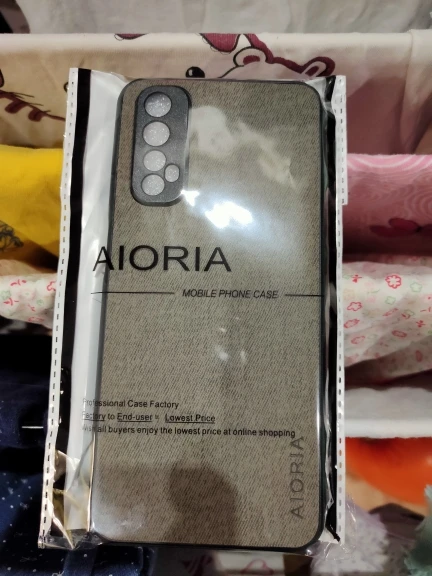 AIORIA
MOBILE PHONE CASE
Professional Case Factory
Factory to End-user & Lowest Price
all buyers enjoy the lowest price at online shopping
AIORIA